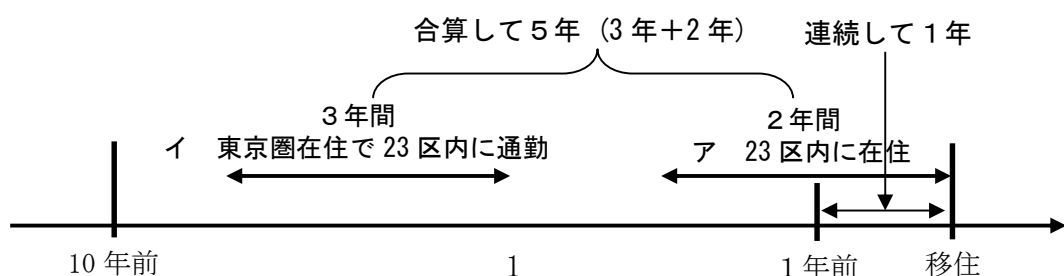 合算して５年（3 年＋2 年）
連続して１年
３年間
イ　東京圏在住で 23 区内に通勤
２年間
ア　23 区内に在住
10 年前
1
1 年前
移住